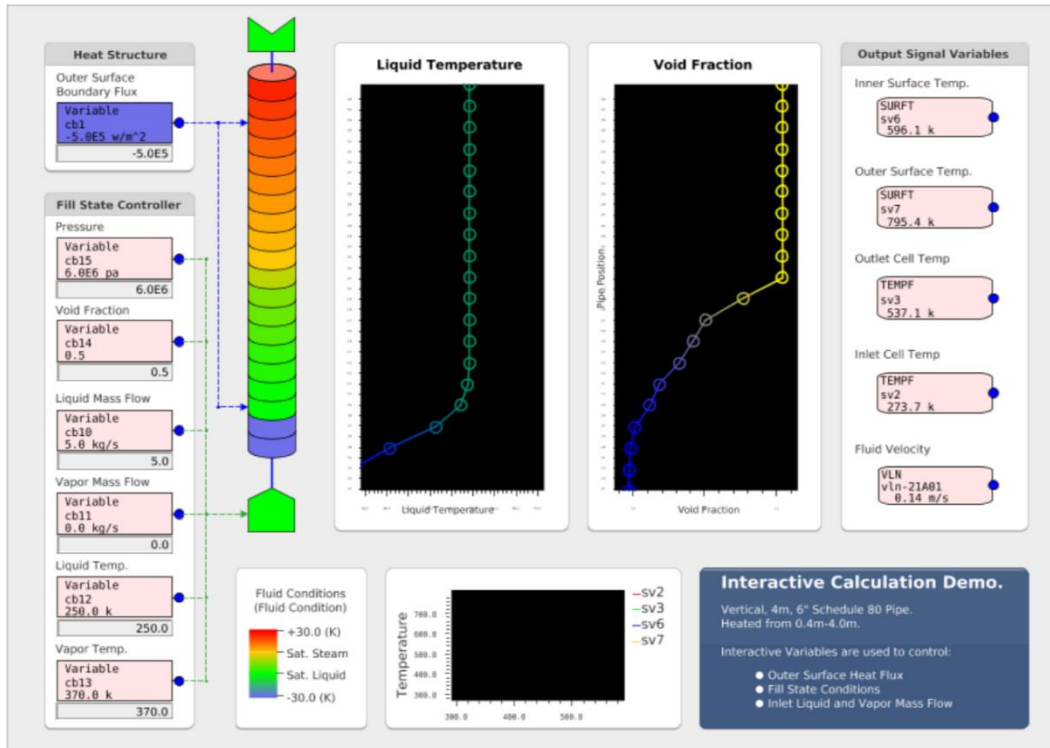 Heat Structure
Outer Surface
Boundary Flux
Variable
cb1
-5.0E5 w/m^2
-5.0E5
Fill State Controller
Pressure
Variable
cb15
6.0E6 pa
6.0E6
Void Fraction
Variable
cb14
0.5
0.5
Liquid Mass Flow
Variable
cb10
5.0 kg/s
5.0
Vapor Mass Flow
Variable
cb11
0.0 kg/s
0.0
Liquid Temp.
Variable
cb12
250.0 k
250.0
Vapor Temp.
Variable
cb13
370.0 k
370.0
Liquid Temperature
Liquid Temperature
Void Fraction
Pipe Position
Void Fraction
Output Signal Variables
Inner Surface Temp.
SURFT
sv6
596.1 k
Outer Surface Temp.
SURFT
sv7
795.4 k
Outlet Cell Temp
TEMPF
sv3
537.1 k
Inlet Cell Temp
TEMPF
sv2
273.7 k
Fluid Velocity
VLN
vln-21A01
0.14 m/s
Fluid Conditions
(Fluid Condition)
+30.0 (K)
Sat. Steam
Sat. Liquid
-30.0 (K)
Temperature
700.0
600.0
500.0
400.0
300.0
300.0 400.0 500.0
sv2
sv3
sv6
sv7
Interactive Calculation Demo.
Vertical, 4m, 6" Schedule 80 Pipe.
Heated from 0.4m-4.0m.
Interactive Variables are used to control:
● Outer Surface Heat Flux
● Fill State Conditions
● Inlet Liquid and Vapor Mass Flow